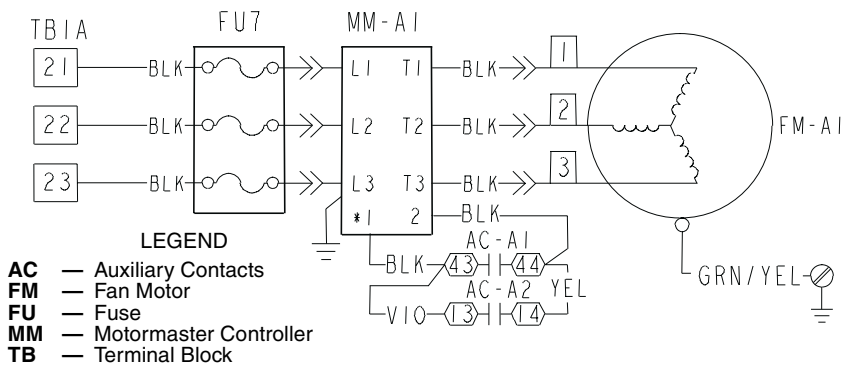 TB1A FU7 MM-A1
21 BLK L1 T1 BLK 1
22 BLK L2 T2 BLK 2 FM-A1
23 BLK L3 T3 BLK 3
*1 2 BLK
LEGEND AC-A1
BLK 43 44
AC — Auxiliary Contacts
FM — Fan Motor AC-A2 YEL GRN/YEL
FU — Fuse VIO 13 14
MM — Motormaster Controller
TB — Terminal Block